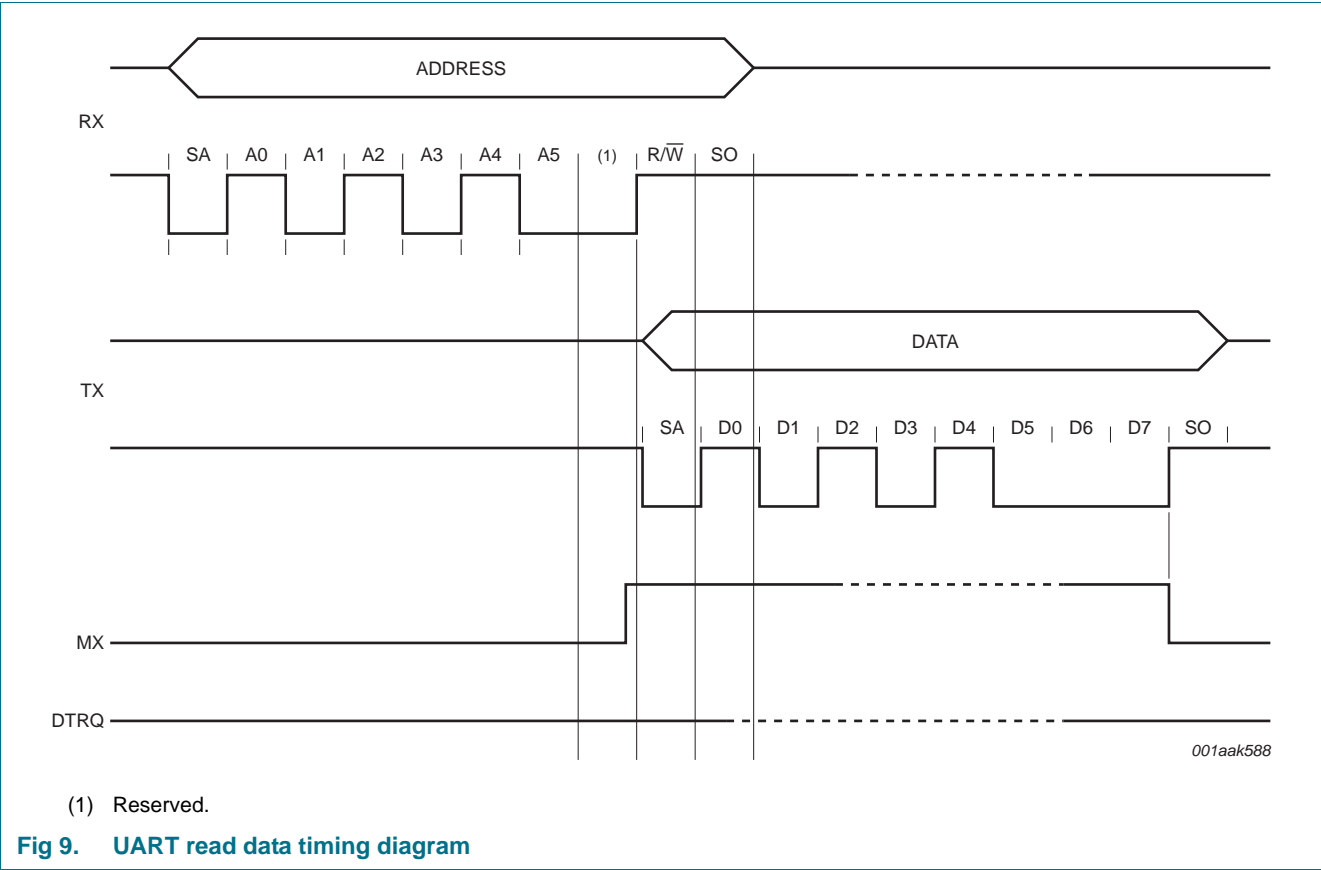 ADDRESS
RX
SA A0 A1 A2 A3 A4 A5 (1) R/W̅ SO
DATA
TX
SA D0 D1 D2 D3 D4 D5 D6 D7 SO
MX
DTRQ
001aak588
(1) Reserved.
Fig 9. UART read data timing diagram